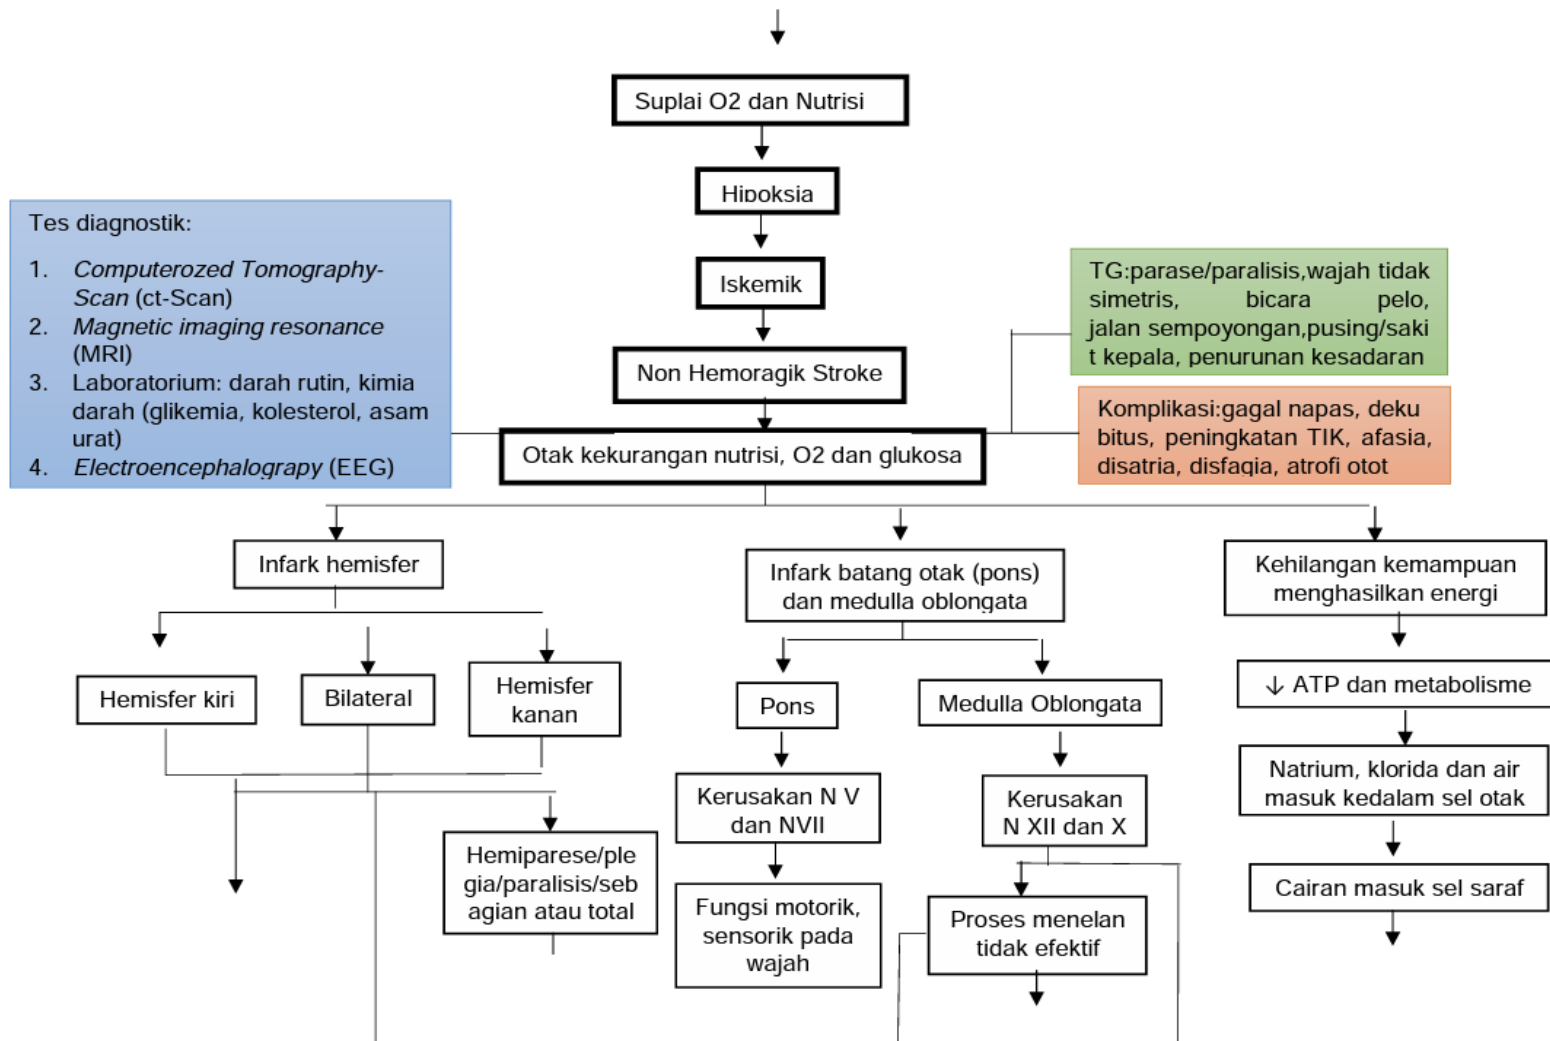 Suplai O2 dan Nutrisi
Hipoksia
Iskemik
Non Hemoragik Stroke
Otak kekurangan nutrisi, O2 dan glukosa
Tes diagnostik:
1. Computerozed Tomography-
Scan (ct-Scan)
2. Magnetic imaging resonance
(MRI)
3. Laboratorium: darah rutin, kimia
darah (glikemia, kolesterol, asam
urat)
4. Electroencephalograpy (EEG)
TG:parase/paralisis,wajah tidak
simetris, bicara pelo,
jalan sempoyongan,pusing/saki
t kepala, penurunan kesadaran
Komplikasi:gagal napas, deku
bitus, peningkatan TIK, afasia,
disatria, disfagia, atrofi otot
Infark hemisfer
Infark batang otak (pons)
dan medulla oblongata
Kehilangan kemampuan
menghasilkan energi
Hemisfer kiri
Bilateral
Hemisfer
kanan
Pons
Medulla Oblongata
↓ ATP dan metabolisme
Kerusakan N V
dan NVII
Kerusakan
N XII dan X
Natrium, klorida dan air
masuk kedalam sel otak
Hemiparese/ple
gia/paralisis/seb
agian atau total
Fungsi motorik,
sensorik pada
wajah
Proses menelan
tidak efektif
Cairan masuk sel saraf